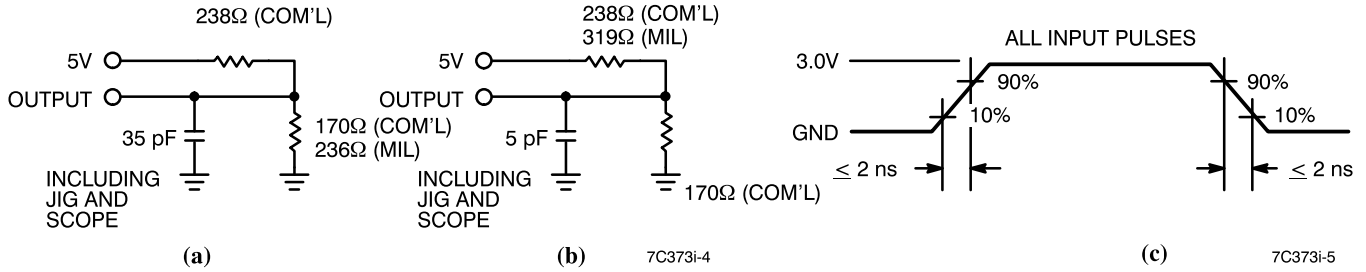 238Ω (COM'L)
5V
OUTPUT
35 pF
170Ω (COM'L)
236Ω (MIL)
INCLUDING
JIG AND
SCOPE
(a)
238Ω (COM'L)
319Ω (MIL)
5V
OUTPUT
5 pF
INCLUDING
JIG AND
SCOPE
170Ω (COM'L)
(b)
7C373i-4
ALL INPUT PULSES
3.0V
90%
10%
GND
≤ 2 ns
90%
10%
≤ 2 ns
(c)
7C373i-5